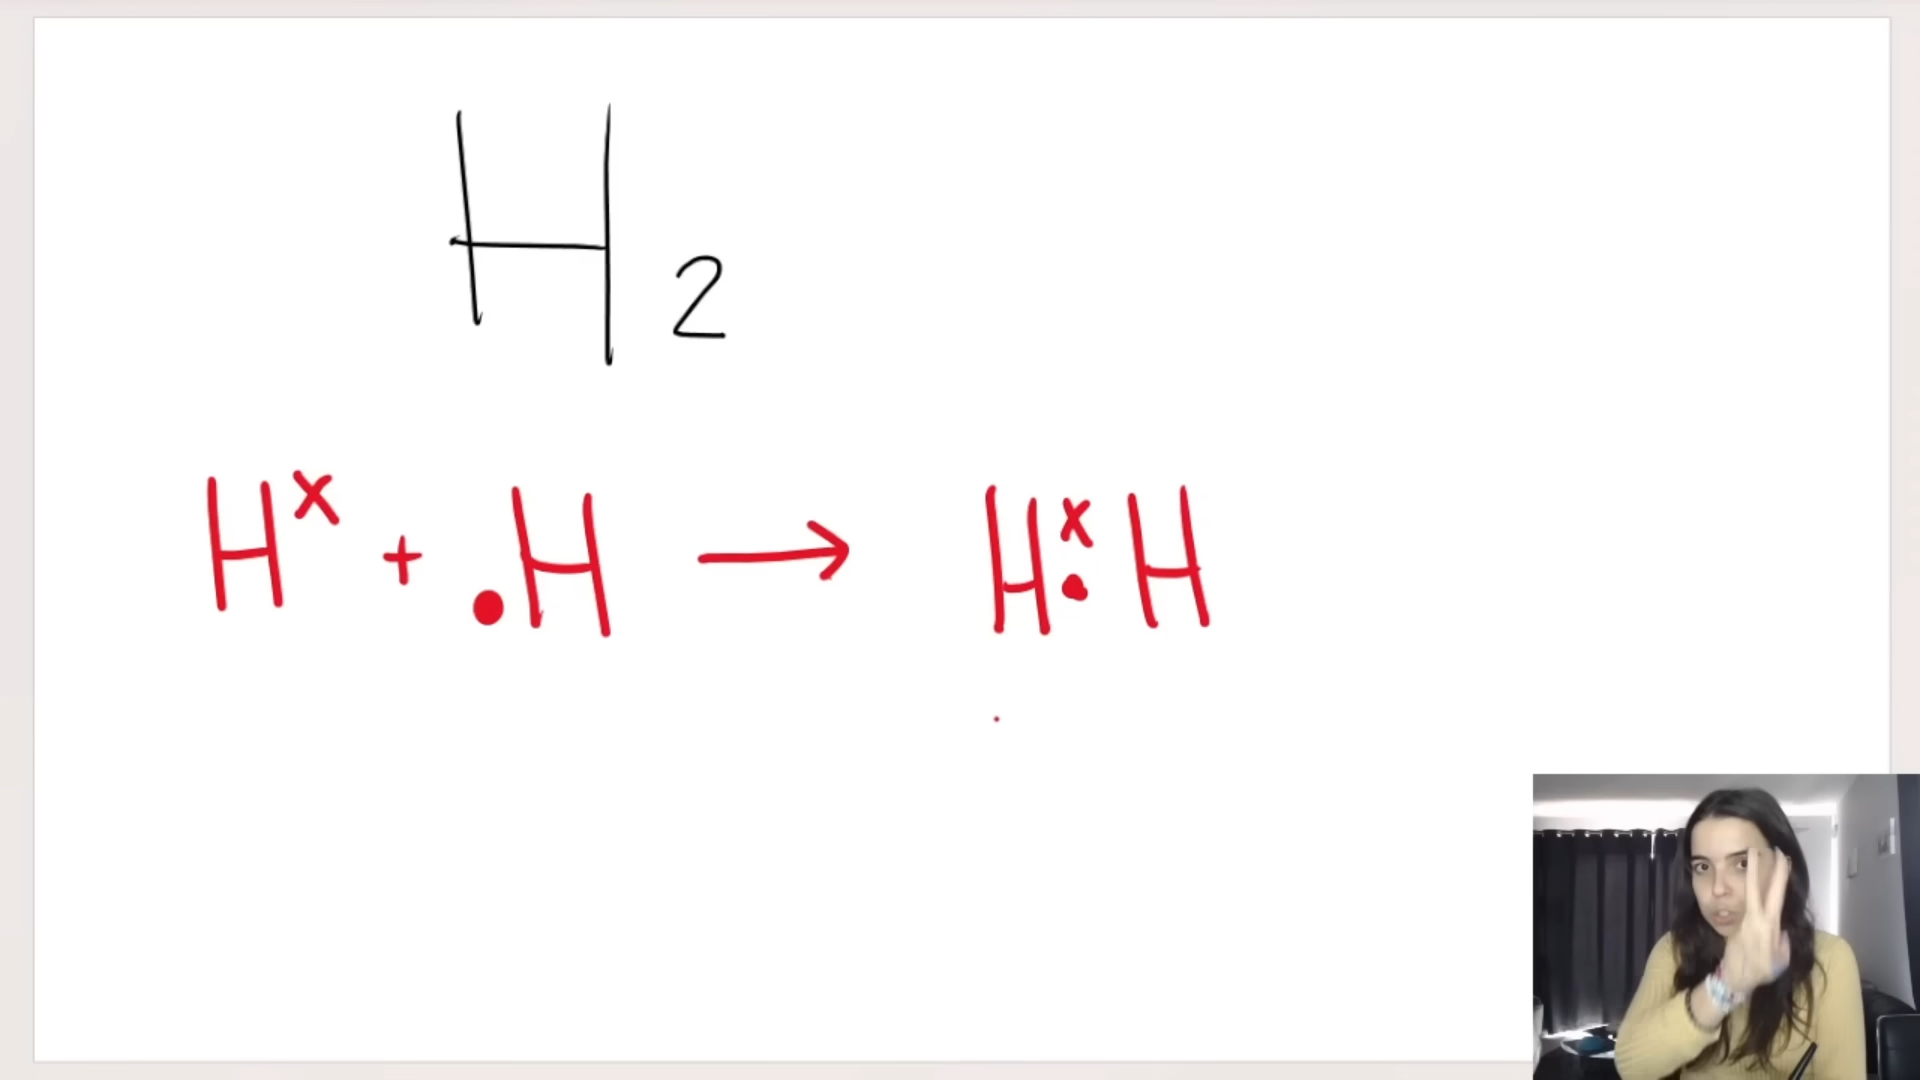 H₂
Hˣ + .H → H ˣ. H